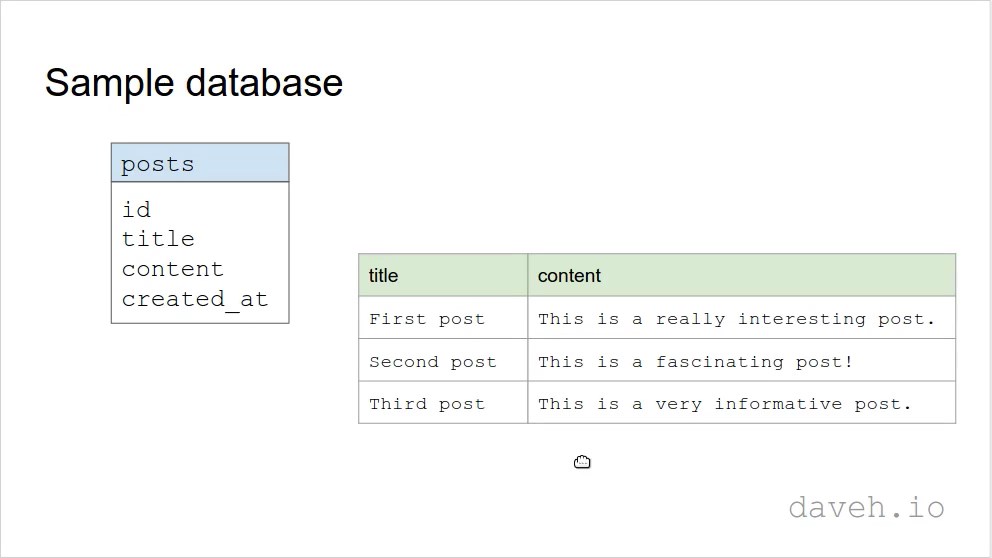 Sample database
posts
id
title
content
created_at
title content
First post This is a really interesting post.
Second post This is a fascinating post!
Third post This is a very informative post.
daveh.io